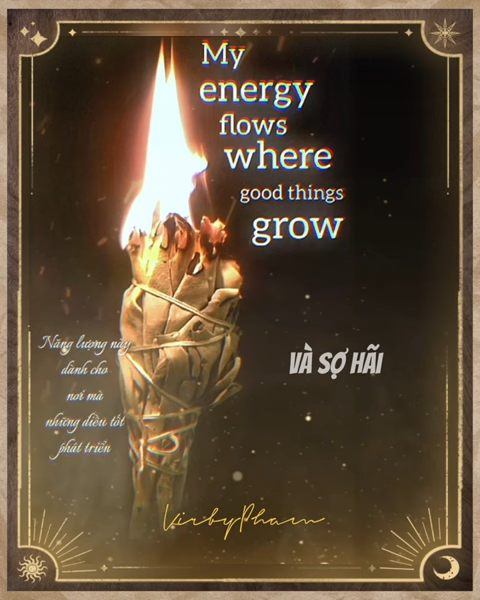 My
energy
flows
where
good things
grow
Năng lượng này
dành cho
nơi mà
những điều tốt
phát triển
VÀ SỢ HÃI
KirbyPham